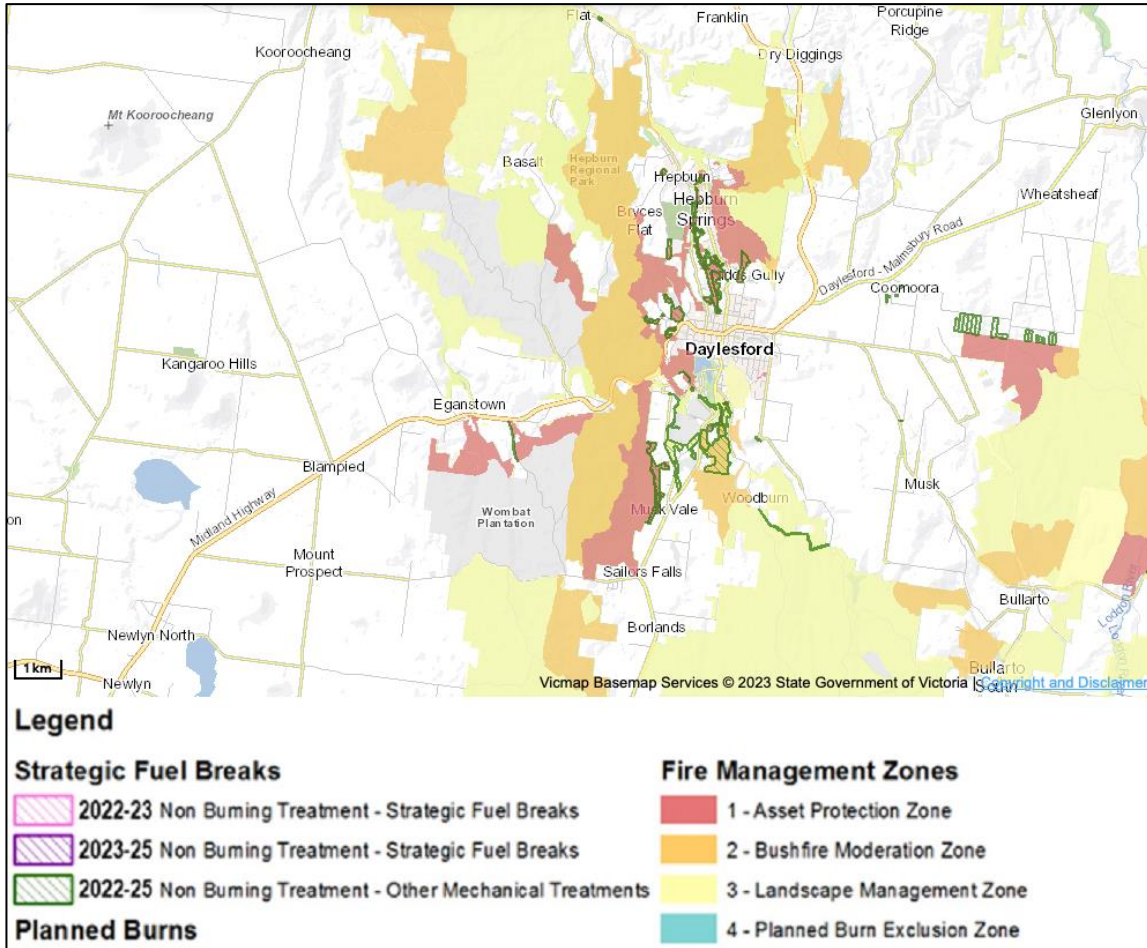 Flat
Franklin
Porcupine
Ridge
Kooroocheang
Dry Diggings
Mt Kooroocheang
Glenlyon
Basalt
Hepburn
Regional
Park
Hepburn
Wheatsheaf
Hepburn
Springs
Bryces
Flat
Daylesford - Malmsbury Road
Gully
Coomoora
Daylesford
Kangaroo Hills
Eganstown
Blampied
Musk
Woodburn
Midland Highway
Wombat
Plantation
Musk Vale
on
Mount
Prospect
Sailors Falls
Bullarto
Loddon River
Borlands
Newlyn North
Bullarto
South
1km
Newlyn
Vicmap Basemap Services © 2023 State Government of Victoria | Copyright and Disclaimer
Legend
Strategic Fuel Breaks
2022-23 Non Burning Treatment - Strategic Fuel Breaks
2023-25 Non Burning Treatment - Strategic Fuel Breaks
2022-25 Non Burning Treatment - Other Mechanical Treatments
Planned Burns
Fire Management Zones
1 - Asset Protection Zone
2 - Bushfire Moderation Zone
3 - Landscape Management Zone
4 - Planned Burn Exclusion Zone